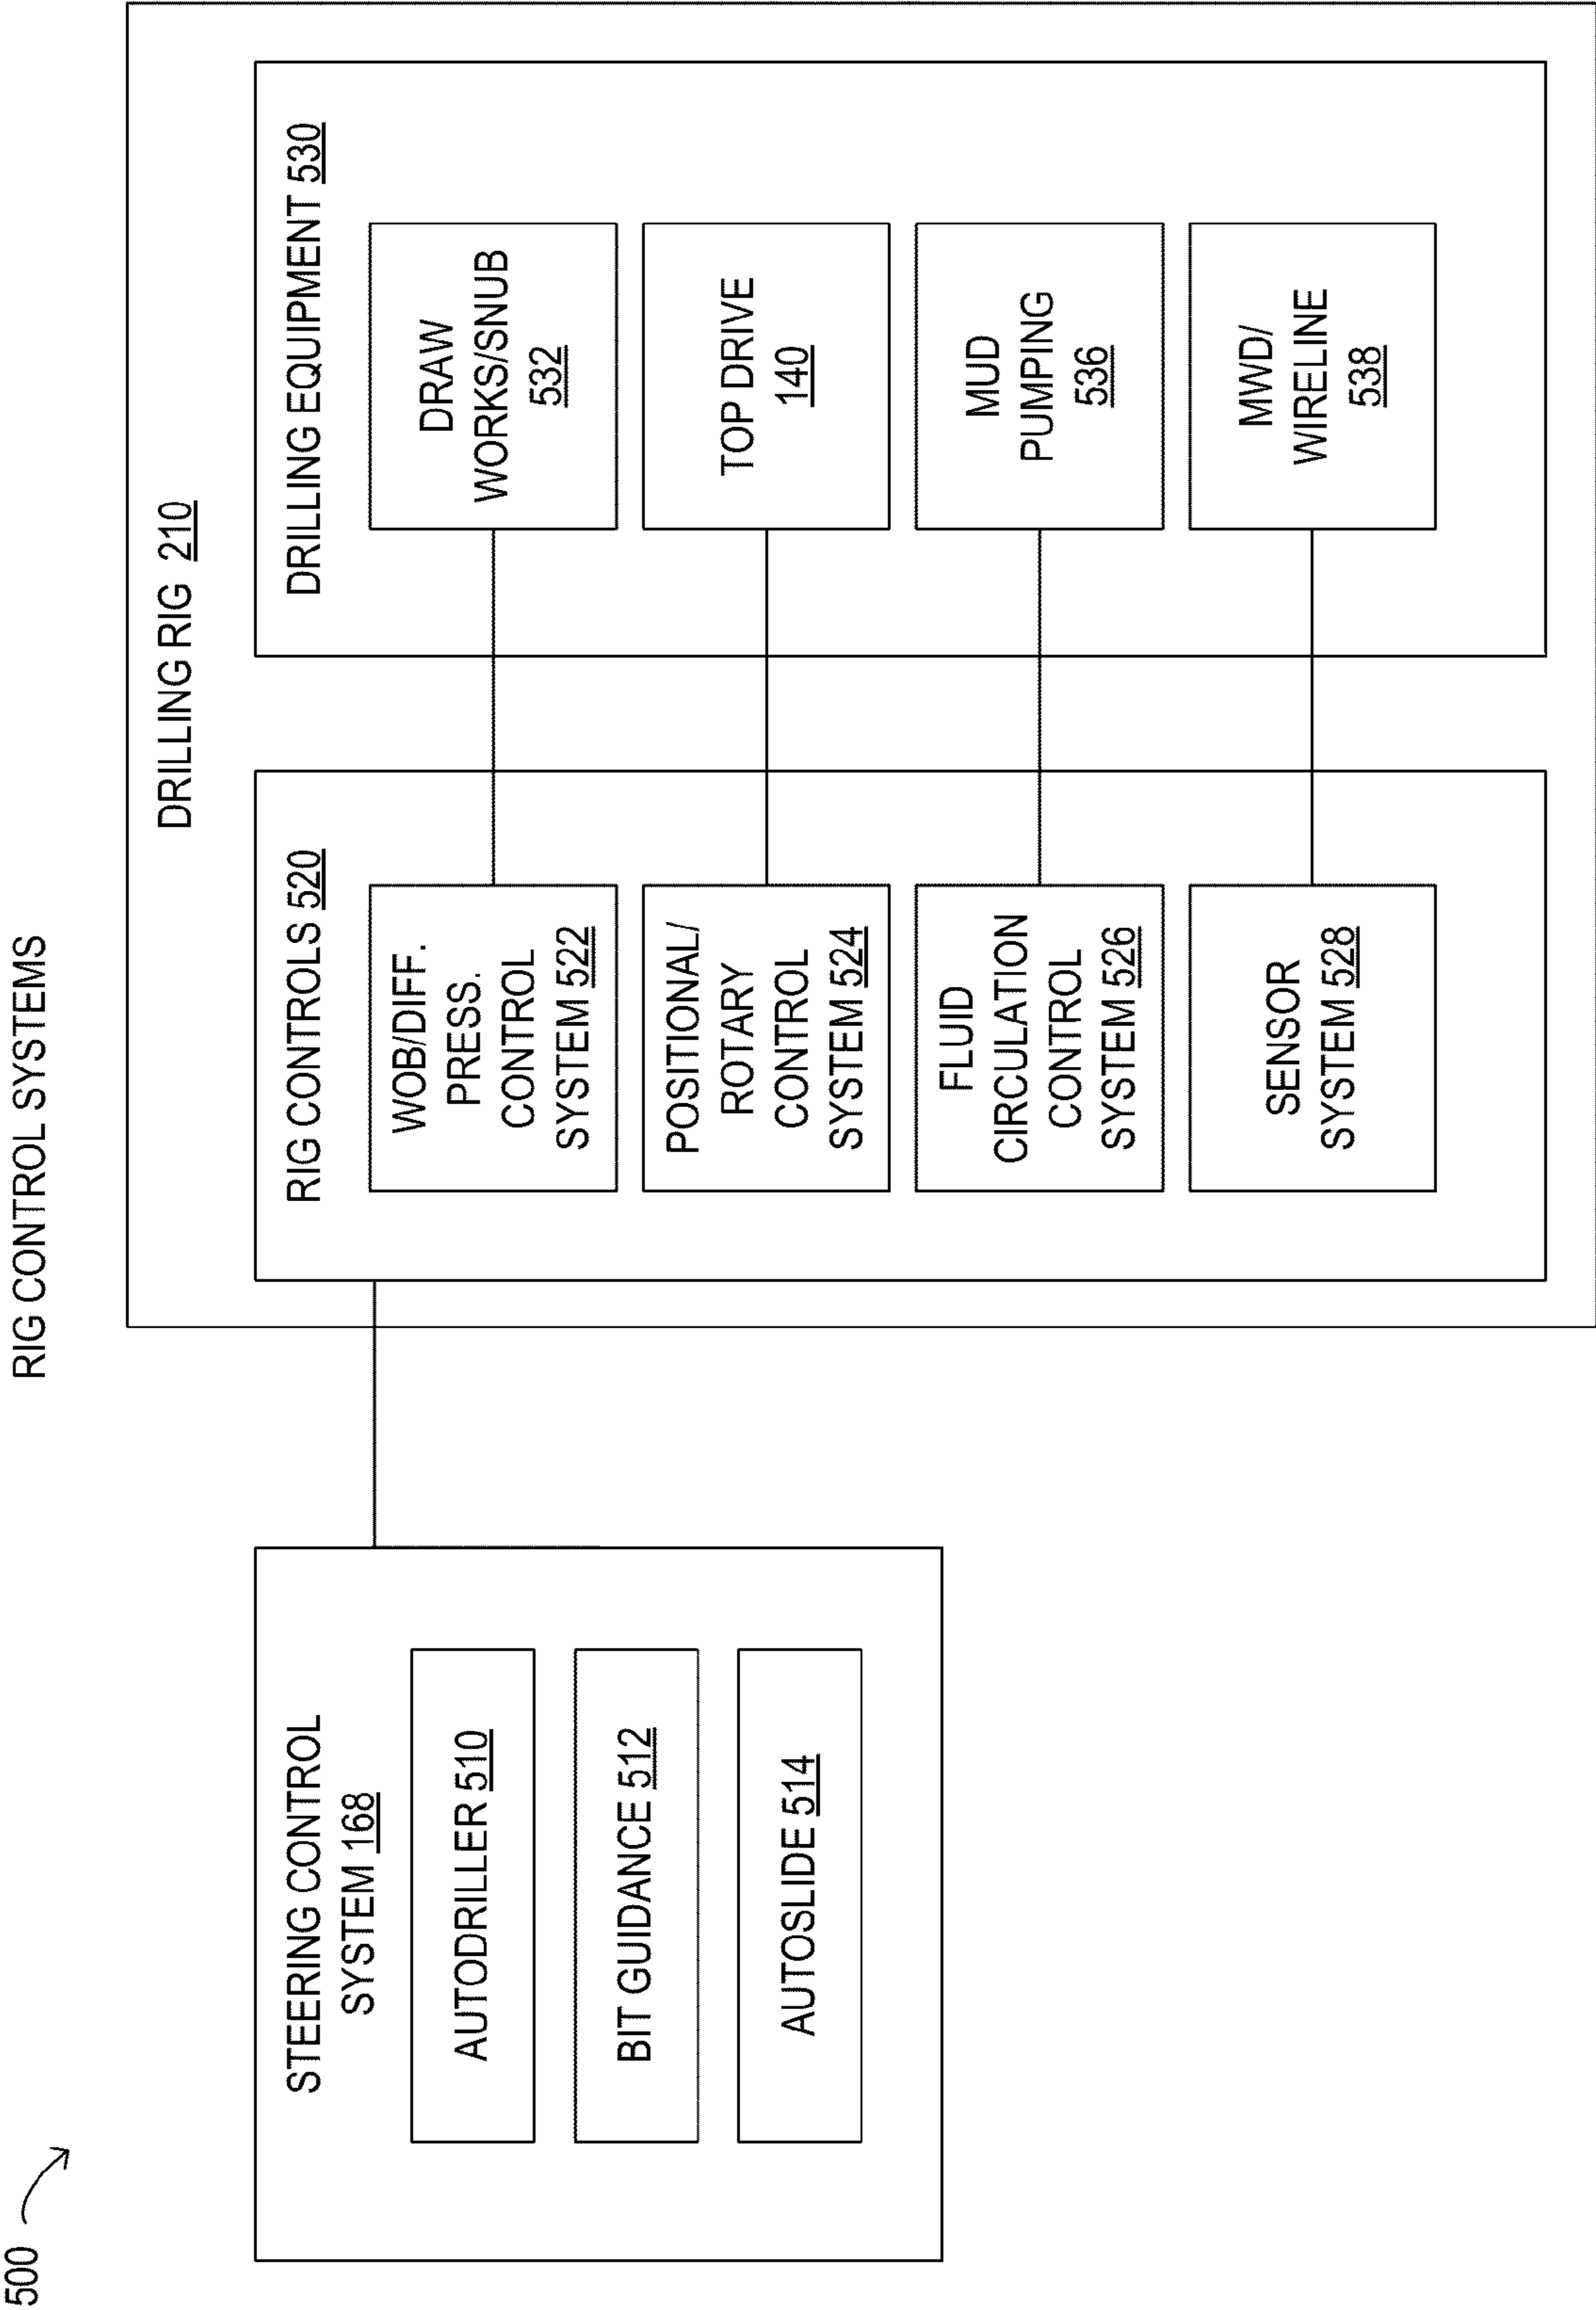 500
RIG CONTROL SYSTEMS
STEERING CONTROL
SYSTEM 168
AUTODRILLER 510
BIT GUIDANCE 512
AUTOSLIDE 514
DRILLING RIG 210
RIG CONTROLS 520
WOB/DIFF.
PRESS.
CONTROL
SYSTEM 522
POSITIONAL/
ROTARY
CONTROL
SYSTEM 524
FLUID
CIRCULATION
CONTROL
SYSTEM 526
SENSOR
SYSTEM 528
DRILLING EQUIPMENT 530
DRAW
WORKS/SNUB
532
TOP DRIVE
140
MUD
PUMPING
536
MWD/
WIRELINE
538